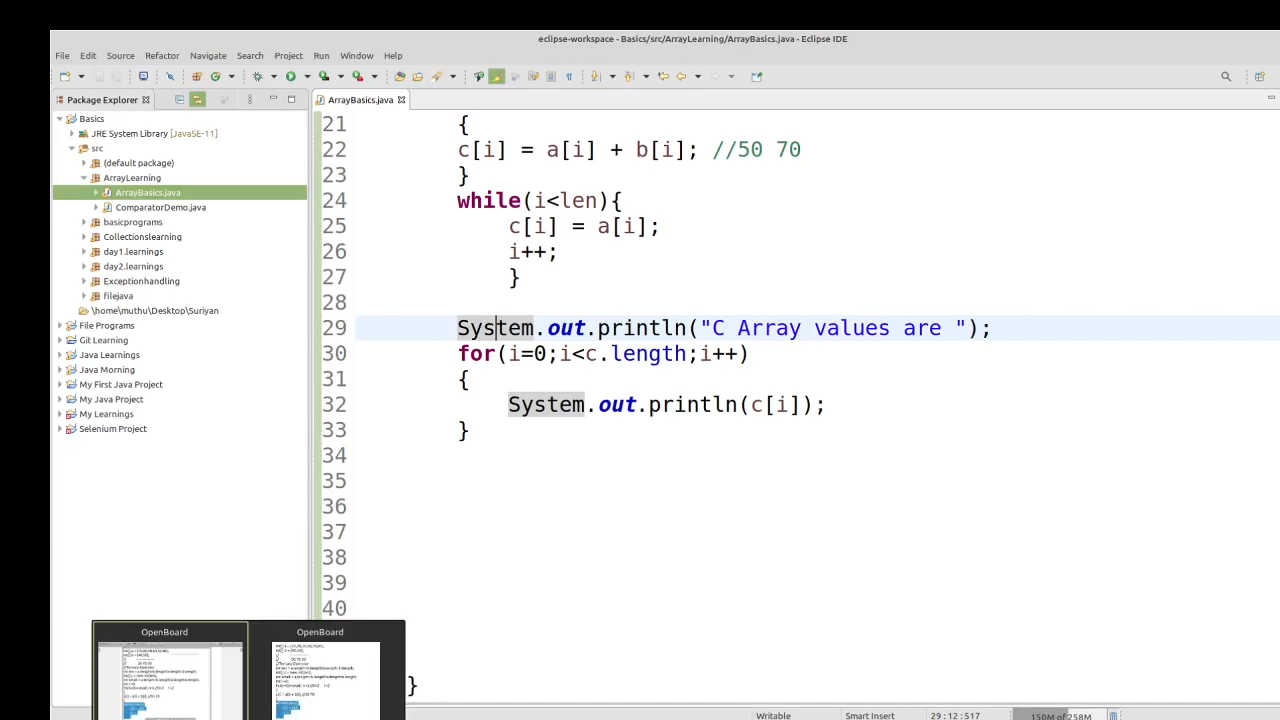 eclipse-workspace - Basics/src/ArrayLearning/ArrayBasics.java - Eclipse IDE
File Edit Source Refactor Navigate Search Project Run Window Help
Package Explorer
ArrayBasics.java
Basics
JRE System Library [JavaSE-11]
src
(default package)
ArrayLearning
ArrayBasics.java
ComparatorDemo.java
basicprograms
Collectionslearning
day1.learnings
day2.learnings
Exceptionhandling
filejava
\home\muthu\Desktop\Suriyan
File Programs
Git Learning
Java Learnings
Java Morning
My First Java Project
My Java Project
My Learnings
Selenium Project
21 {
22 c[i] = a[i] + b[i]; //50 70
23 }
24 while(i<len){
25 c[i] = a[i];
26 i++;
27 }
28
29 System.out.println("C Array values are ");
30 for(i=0;i<c.length;i++)
31 {
32 System.out.println(c[i]);
33 }
34
35
36
37
38
39
40
}
OpenBoard OpenBoard
Writable Smart Insert 29:12:517 150M of 258M